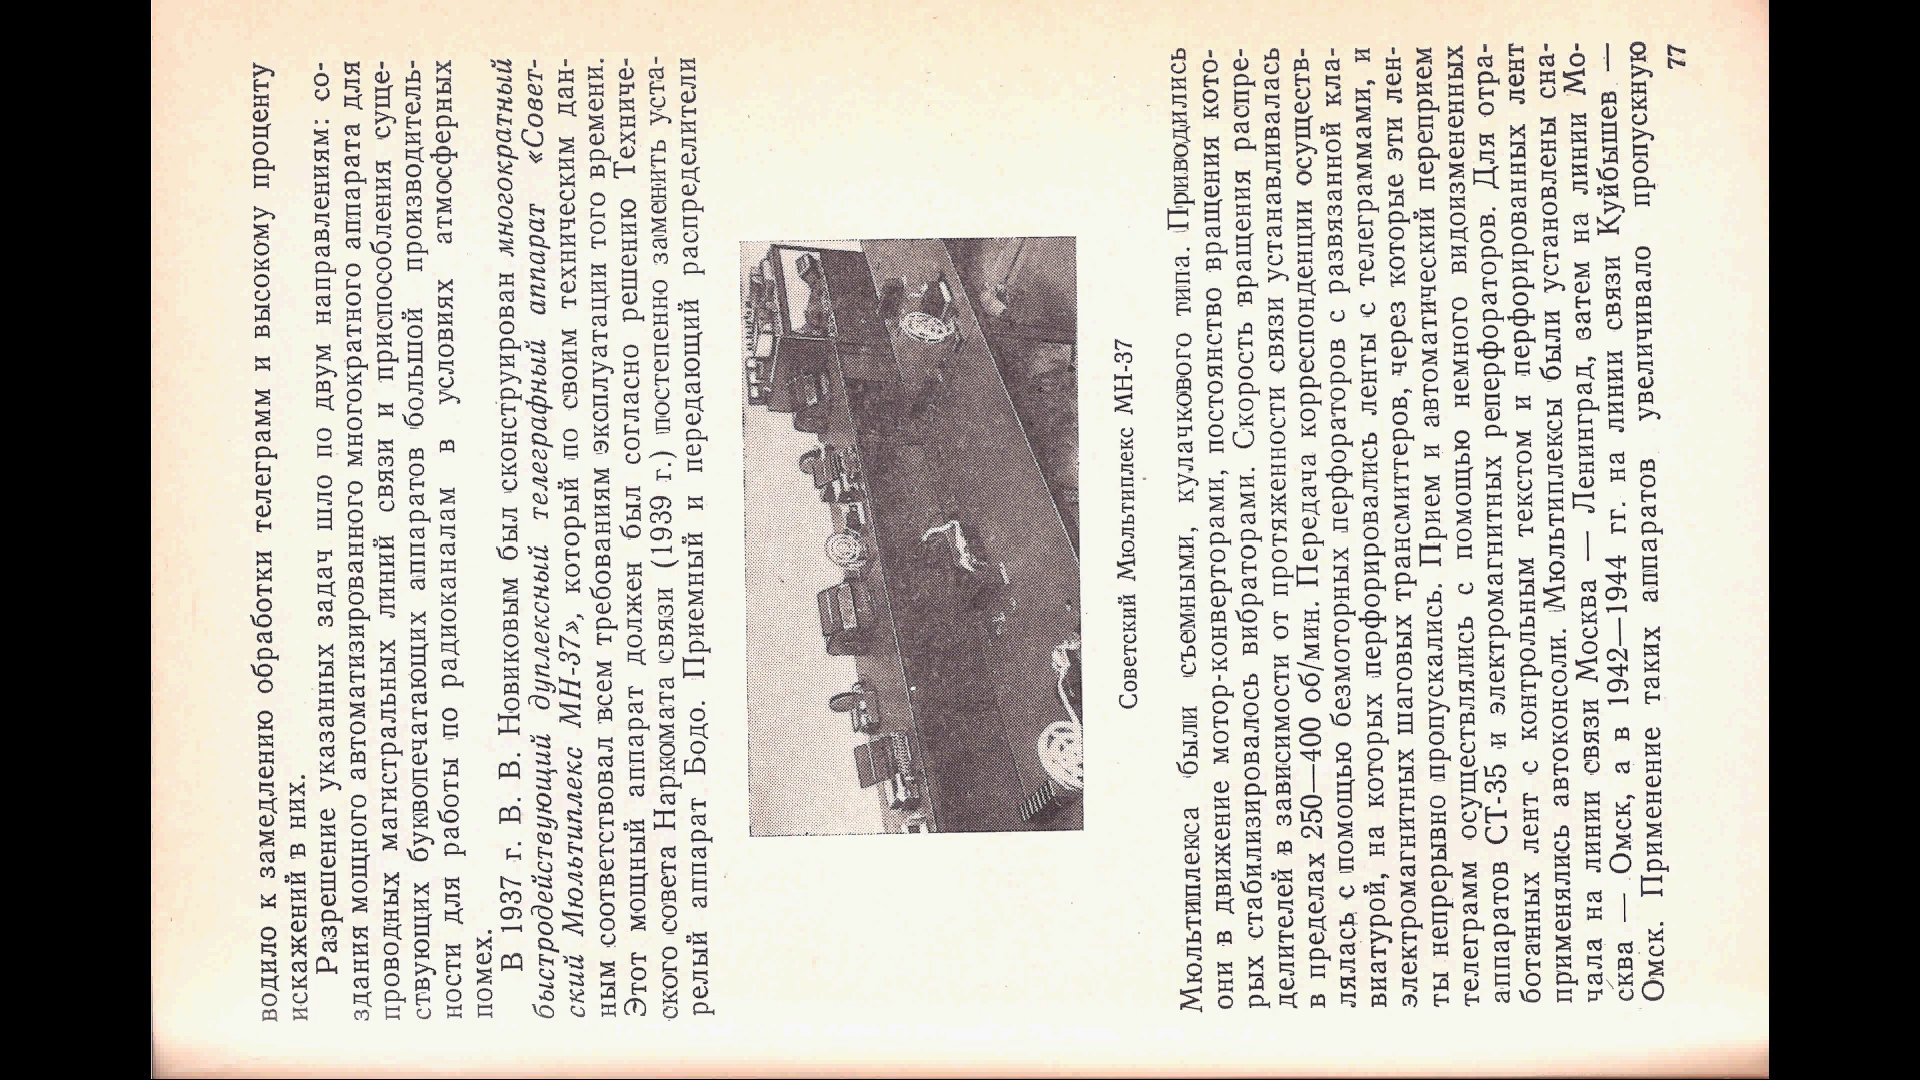 водило к замедлению обработки телеграмм и высокому проценту
искажений в них.
Разрешение указанных задач шло по двум направлениям: со-
здания мощного автоматизированного многократного аппарата для
проводных магистральных линий связи и приспособления суще-
ствующих буквопечатающих аппаратов большой производитель-
ности для работы по радиоканалам в условиях атмосферных
помех.
В 1937 г. В. В. Новиковым был сконструирован многократный
быстродействующий дуплексный телеграфный аппарат «Совет-
ский Мюльтиплекс МН-37», который по своим техническим дан-
ным соответствовал всем требованиям эксплуатации того времени.
Этот мощный аппарат должен был согласно решению Техниче-
ского совета Наркомата связи (1939 г.) постепенно заменить уста-
релый аппарат Бодо. Приемный и передающий распределители
Советский Мюльтиплекс МН-37
Мюльтиплекса были съемными, кулачкового типа. Приводились
они в движение мотор-конверторами, постоянство вращения кото-
рых стабилизировалось вибраторами. Скорость вращения распре-
делителей в зависимости от протяженности связи устанавливалась
в пределах 250—400 об/мин. Передача корреспонденции осуществ-
лялась с помощью безмоторных перфораторов с развязанной кла-
виатурой, на которых перфорировались ленты с телеграммами, и
электромагнитных шаговых трансмиттеров, через которые эти лен-
ты непрерывно пропускались. Прием и автоматический переприем
телеграмм осуществлялись с помощью немного видоизмененных
аппаратов СТ-35 и электромагнитных реперфораторов. Для отра-
ботанных лент с контрольным текстом и перфорированных лент
применялись автоконсоли. Мюльтиплексы были установлены сна-
чала на линии связи Москва — Ленинград, затем на линии Мо-
сква — Омск, а в 1942—1944 гг. на линии связи Куйбышев —
Омск. Применение таких аппаратов увеличивало пропускную
77